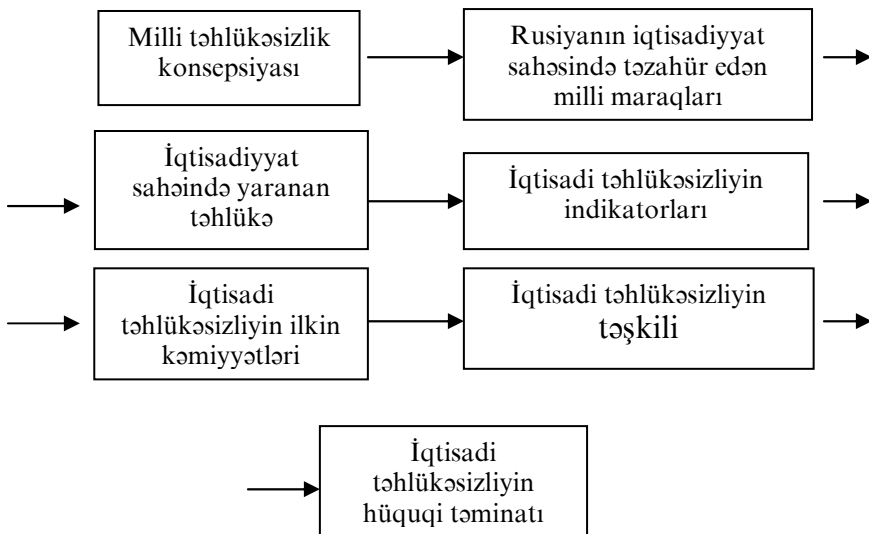 Milli təhlükəsizlik
konsepsiyası
Rusiyanın iqtisadiyyat
sahəsində təzahür edən
milli maraqları
İqtisadiyyat
sahəində yaranan
təhlükə
İqtisadi təhlükəsizliyin
indikatorları
İqtisadi
təhlükəsizliyin ilkin
kəmiyyətləri
İqtisadi təhlükəsizliyin
təşkili
İqtisadi
təhlükəsizliyin
hüquqi təminatı